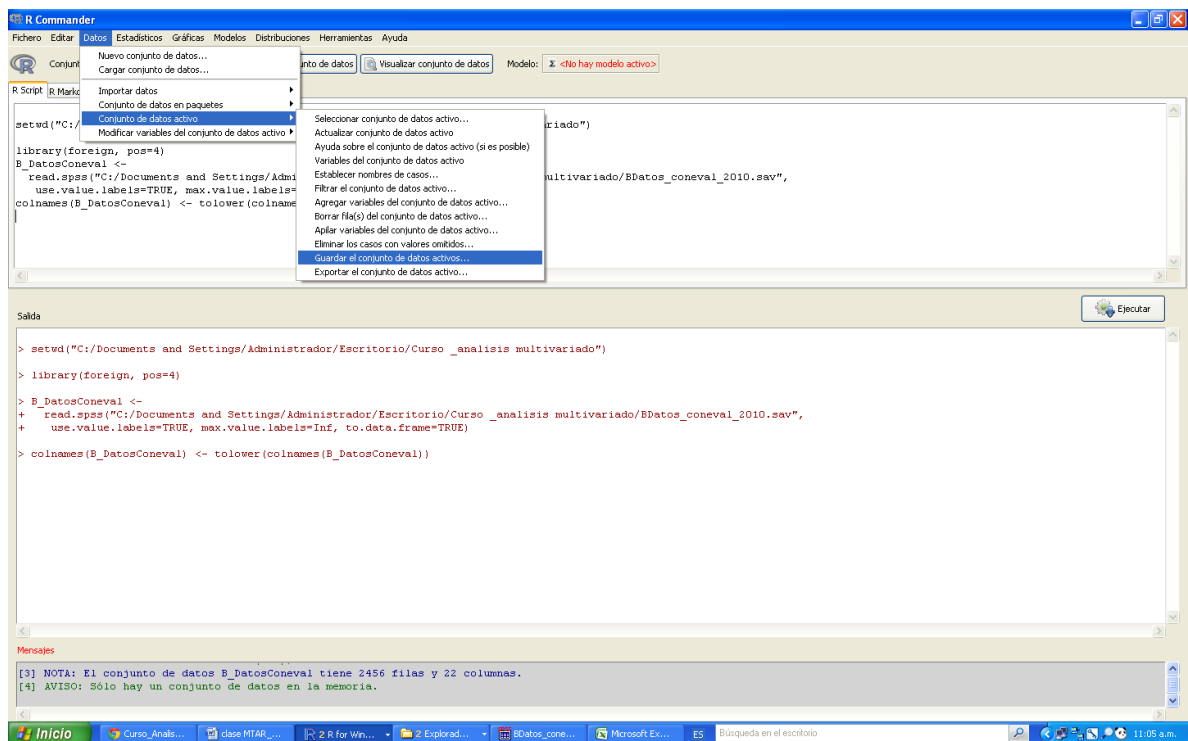 R Commander
Fichero Editar Datos Estadísticos Gráficas Modelos Distribuciones Herramientas Ayuda
Conjunt
nto de datos
Visualizar conjunto de datos
Modelo: Σ <No hay modelo activo>
R Script R Markd
Nuevo conjunto de datos...
Cargar conjunto de datos...
Importar datos
Conjunto de datos en paquetes
Conjunto de datos activo
Modificar variables del conjunto de datos activo
Seleccionar conjunto de datos activo...
Actualizar conjunto de datos activo
Ayuda sobre el conjunto de datos activo (si es posible)
Variables del conjunto de datos activo
Establecer nombres de casos...
Filtrar el conjunto de datos activo...
Agregar variables del conjunto de datos activo...
Borrar fila(s) del conjunto de datos activo...
Apilar variables del conjunto de datos activo...
Eliminar los casos con valores omitidos...
Guardar el conjunto de datos activos...
Exportar el conjunto de datos activo...
setwd("C:/ riado")
library(foreign, pos=4)
B_DatosConeval <-
read.spss("C:/Documents and Settings/Admi ultivariado/BDatos_coneval_2010.sav",
use.value.labels=TRUE, max.value.labels=
colnames(B_DatosConeval) <- tolower(colname
Ejecutar
Salida
> setwd("C:/Documents and Settings/Administrador/Escritorio/Curso _analisis multivariado")
> library(foreign, pos=4)
> B_DatosConeval <-
+ read.spss("C:/Documents and Settings/Administrador/Escritorio/Curso _analisis multivariado/BDatos_coneval_2010.sav",
+ use.value.labels=TRUE, max.value.labels=Inf, to.data.frame=TRUE)
> colnames(B_DatosConeval) <- tolower(colnames(B_DatosConeval))
Mensajes
[3] NOTA: El conjunto de datos B_DatosConeval tiene 2456 filas y 22 columnas.
[4] AVISO: Sólo hay un conjunto de datos en la memoria.
Inicio Curso_Analis... clase MTAR_... 2 R for Win... 2 Explorad... BDatos_cone... Microsoft Ex... ES Búsqueda en el escritorio 11:05 a.m.